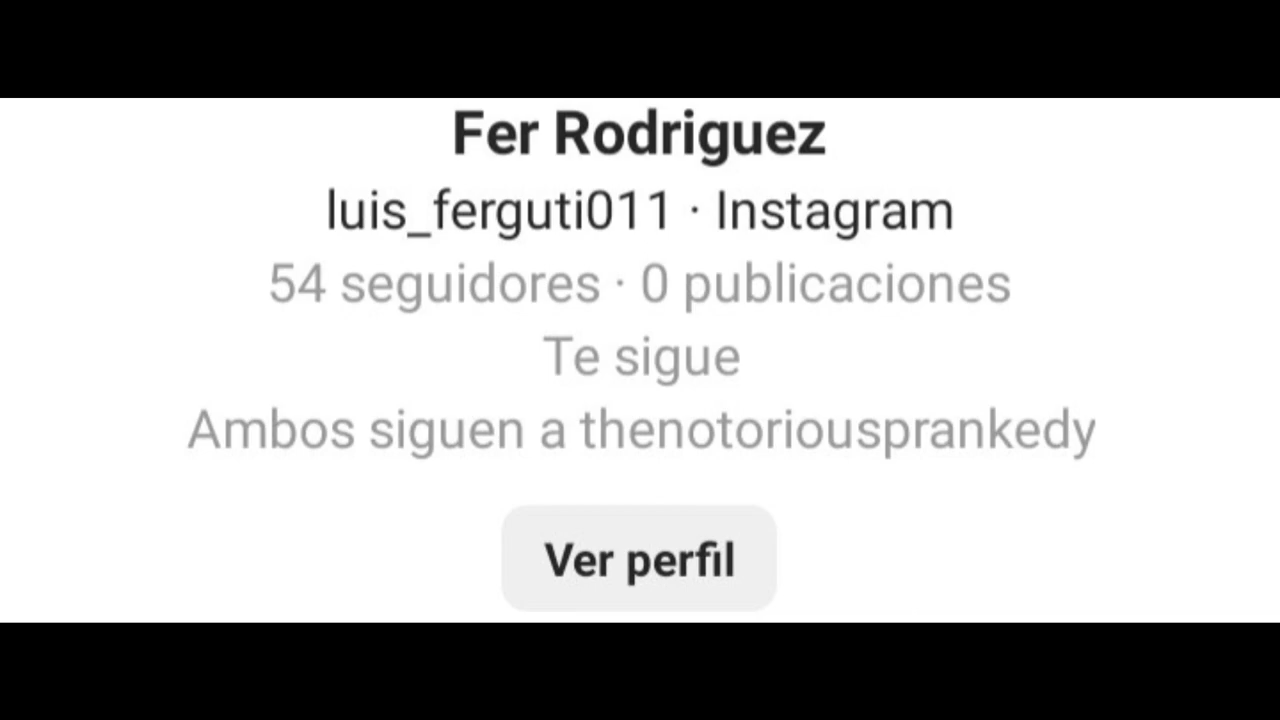 Fer Rodriguez
luis_ferguti011 · Instagram
54 seguidores · 0 publicaciones
Te sigue
Ambos siguen a thenotoriousprankedy
Ver perfil